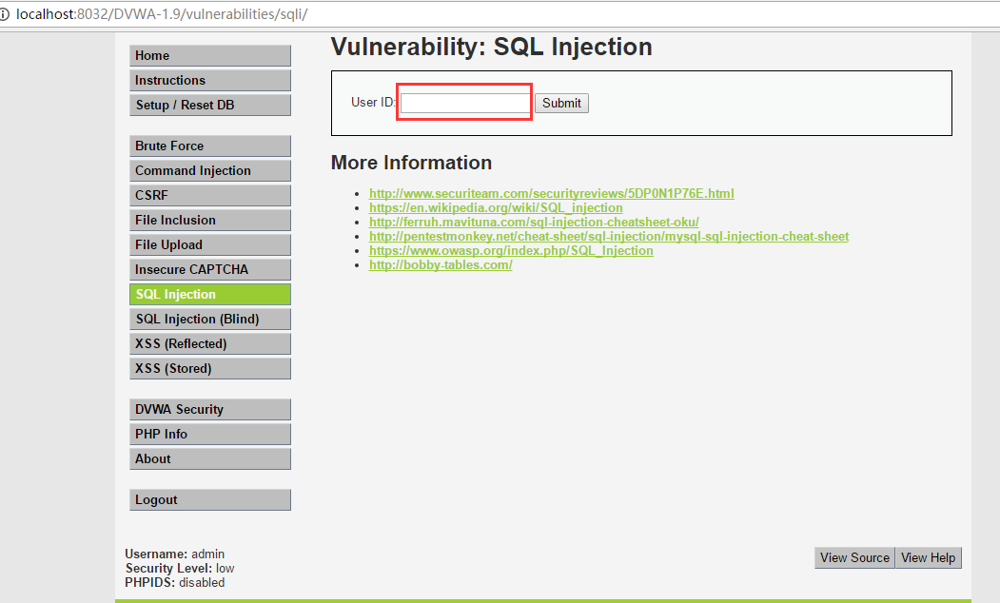 localhost:8032/DVWA-1.9/vulnerabilities/sqli/
Vulnerability: SQL Injection
User ID:
Submit
More Information
http://www.securiteam.com/securityreviews/5DP0N1P76E.html
https://en.wikipedia.org/wiki/SQL_injection
http://ferruh.mavituna.com/sql-injection-cheatsheet-oku/
http://pentestmonkey.net/cheat-sheet/sql-injection/mysql-sql-injection-cheat-sheet
https://www.owasp.org/index.php/SQL_Injection
http://bobby-tables.com/
Home
Instructions
Setup / Reset DB
Brute Force
Command Injection
CSRF
File Inclusion
File Upload
Insecure CAPTCHA
SQL Injection
SQL Injection (Blind)
XSS (Reflected)
XSS (Stored)
DVWA Security
PHP Info
About
Logout
Username: admin
Security Level: low
PHPIDS: disabled
View Source
View Help